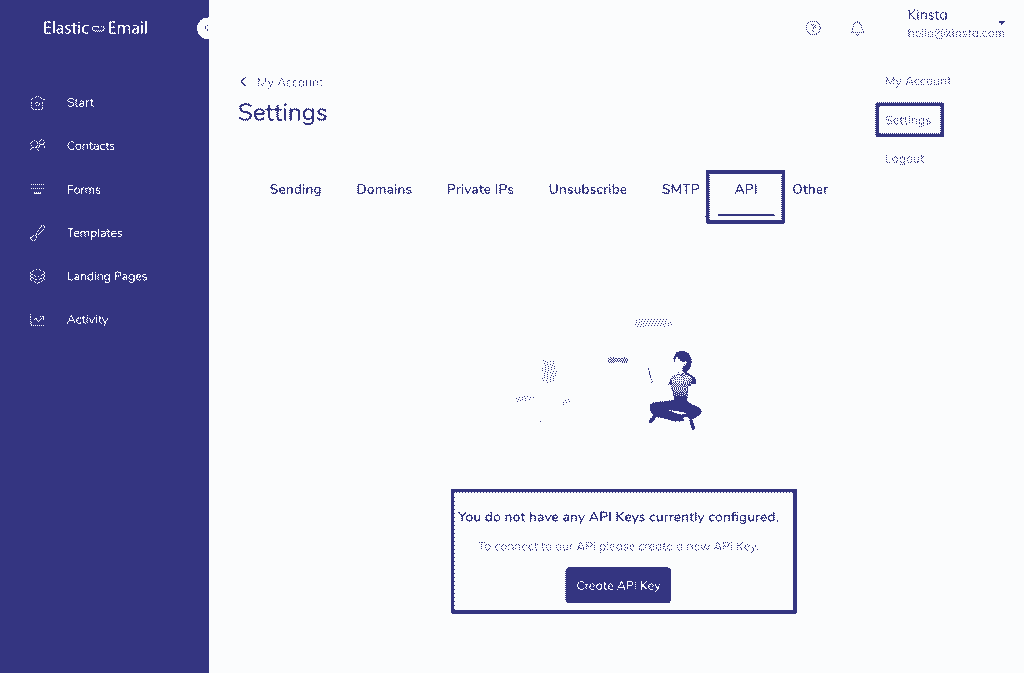 Elastic Email
Start
Contacts
Forms
Templates
Landing Pages
Activity
Kinsta
hello@kinsta.com
My Account
Settings
Logout
My Account
Settings
Sending
Domains
Private IPs
Unsubscribe
SMTP
API
Other
You do not have any API Keys currently configured.
To connect to our API please create a new API Key.
Create API Key